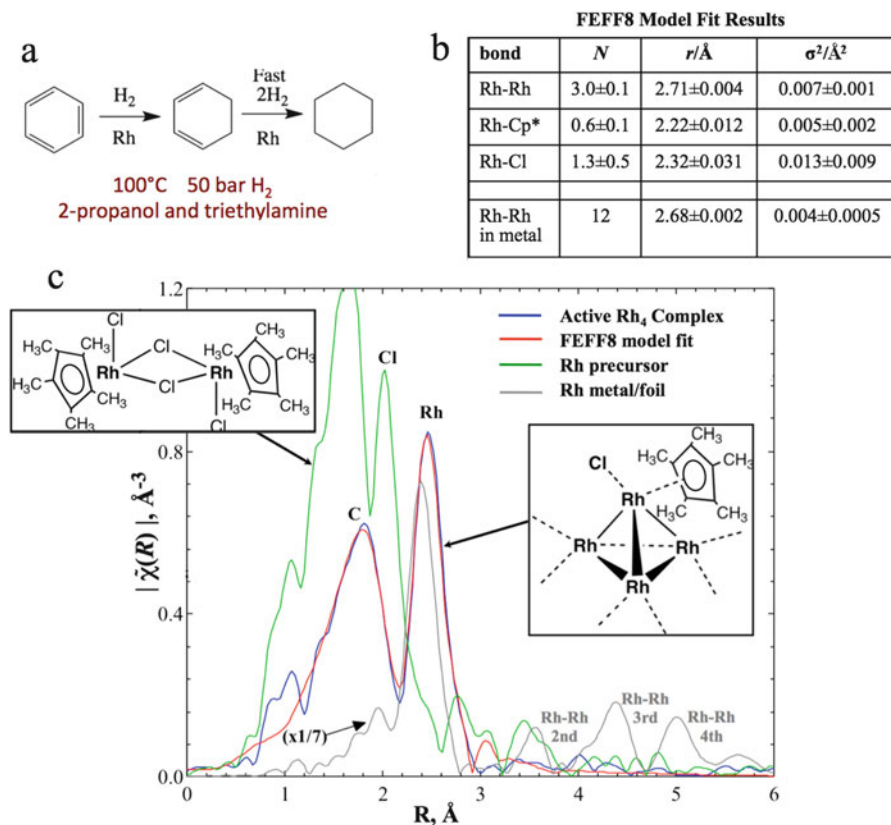 a
H₂
Rh
Fast
2H₂
Rh
100°C 50 bar H₂
2-propanol and triethylamine
FEFF8 Model Fit Results
b
bond N r/Å σ²/Å²
Rh-Rh 3.0±0.1 2.71±0.004 0.007±0.001
Rh-Cp* 0.6±0.1 2.22±0.012 0.005±0.002
Rh-Cl 1.3±0.5 2.32±0.031 0.013±0.009
Rh-Rh
in metal 12 2.68±0.002 0.004±0.0005
c
1.2
0.8
0.4
0.0
| χ̃(R) |, Å⁻³
Cl
H₃C CH₃
H₃C
Rh
Cl
Cl
Rh
H₃C CH₃
CH₃
H₃C CH₃
CH₃
H₃C CH₃
Cl
Active Rh₄ Complex
FEFF8 model fit
Rh precursor
Rh metal/foil
Cl
Rh
C
(x1/7)
CH₃
H₃C
CH₃
Cl
H₃C CH₃
Rh
Rh
Rh
Rh
Rh-Rh
2nd
Rh-Rh
3rd
Rh-Rh
4th
0 1 2 3 4 5 6
R, Å